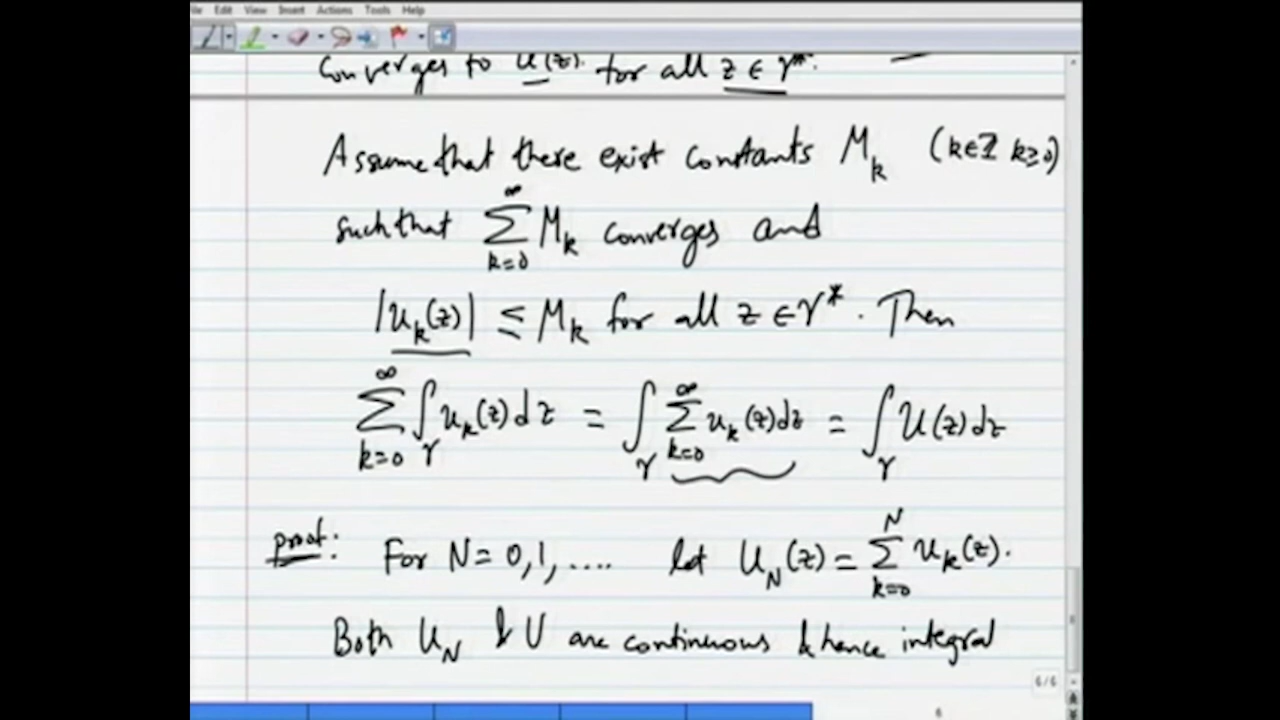 File Edit View Insert Actions Tools Help
Converges to U(z). for all z ∈ γ*.
Assume that there exist constants M_k (k∈ℤ k≥0)
such that ∑_{k=0}^{∞} M_k converges and
|u_k(z)| ≤ M_k for all z ∈ γ*. Then
∑_{k=0}^{∞} ∫_γ u_k(z) dz = ∫_γ ∑_{k=0}^{∞} u_k(z) dz = ∫_γ U(z) dz
proof: For N = 0, 1, .... let U_N(z) = ∑_{k=0}^{N} u_k(z).
Both U_N & U are continuous & hence integral
6/6
6